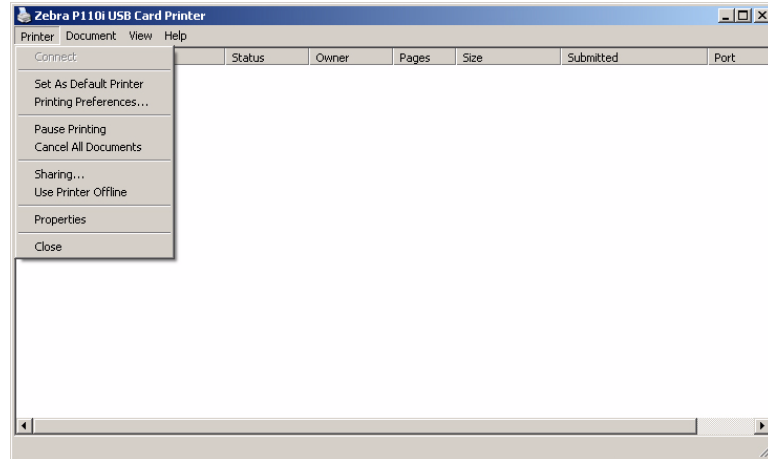 Zebra P110i USB Card Printer
Printer Document View Help
Status Owner Pages Size Submitted Port
Connect
Set As Default Printer
Printing Preferences...
Pause Printing
Cancel All Documents
Sharing...
Use Printer Offline
Properties
Close